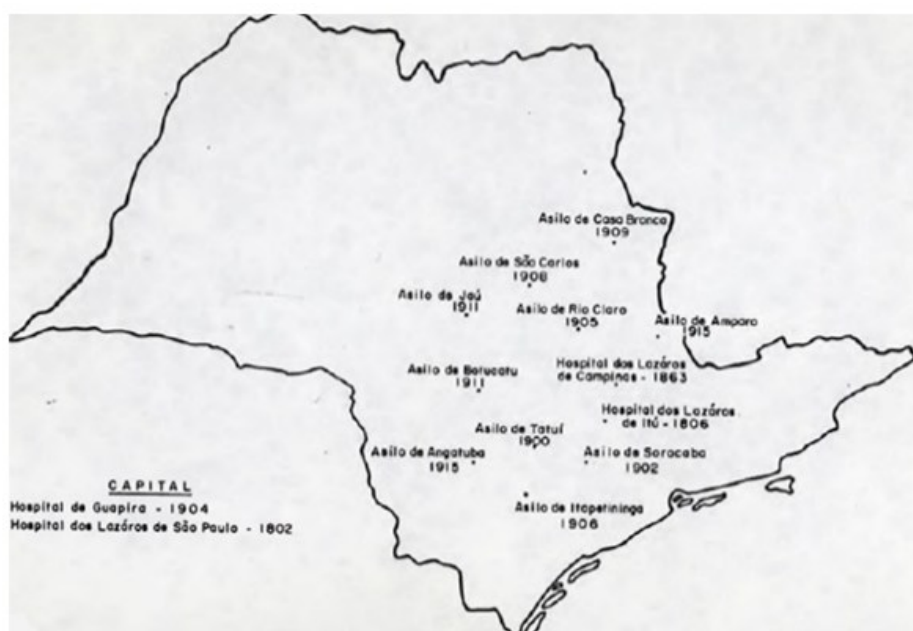 Asilo de Casa Branca
1909
Asilo de São Carlos
1908
Asilo de Jaú
1911
Asilo de Rio Claro
1905
Asilo de Amparo
1915
Asilo de Botucatu
1911
Hospital dos Lazáros
de Campinas - 1863
Hospital dos Lazáros
de Itú - 1806
Asilo de Tatuí
1900
Asilo de Angatuba
1915
Asilo de Sorocaba
1902
Asilo de Itapetininga
1906
CAPITAL
Hospital de Guapira - 1904
Hospital dos Lazáros de São Paulo - 1802